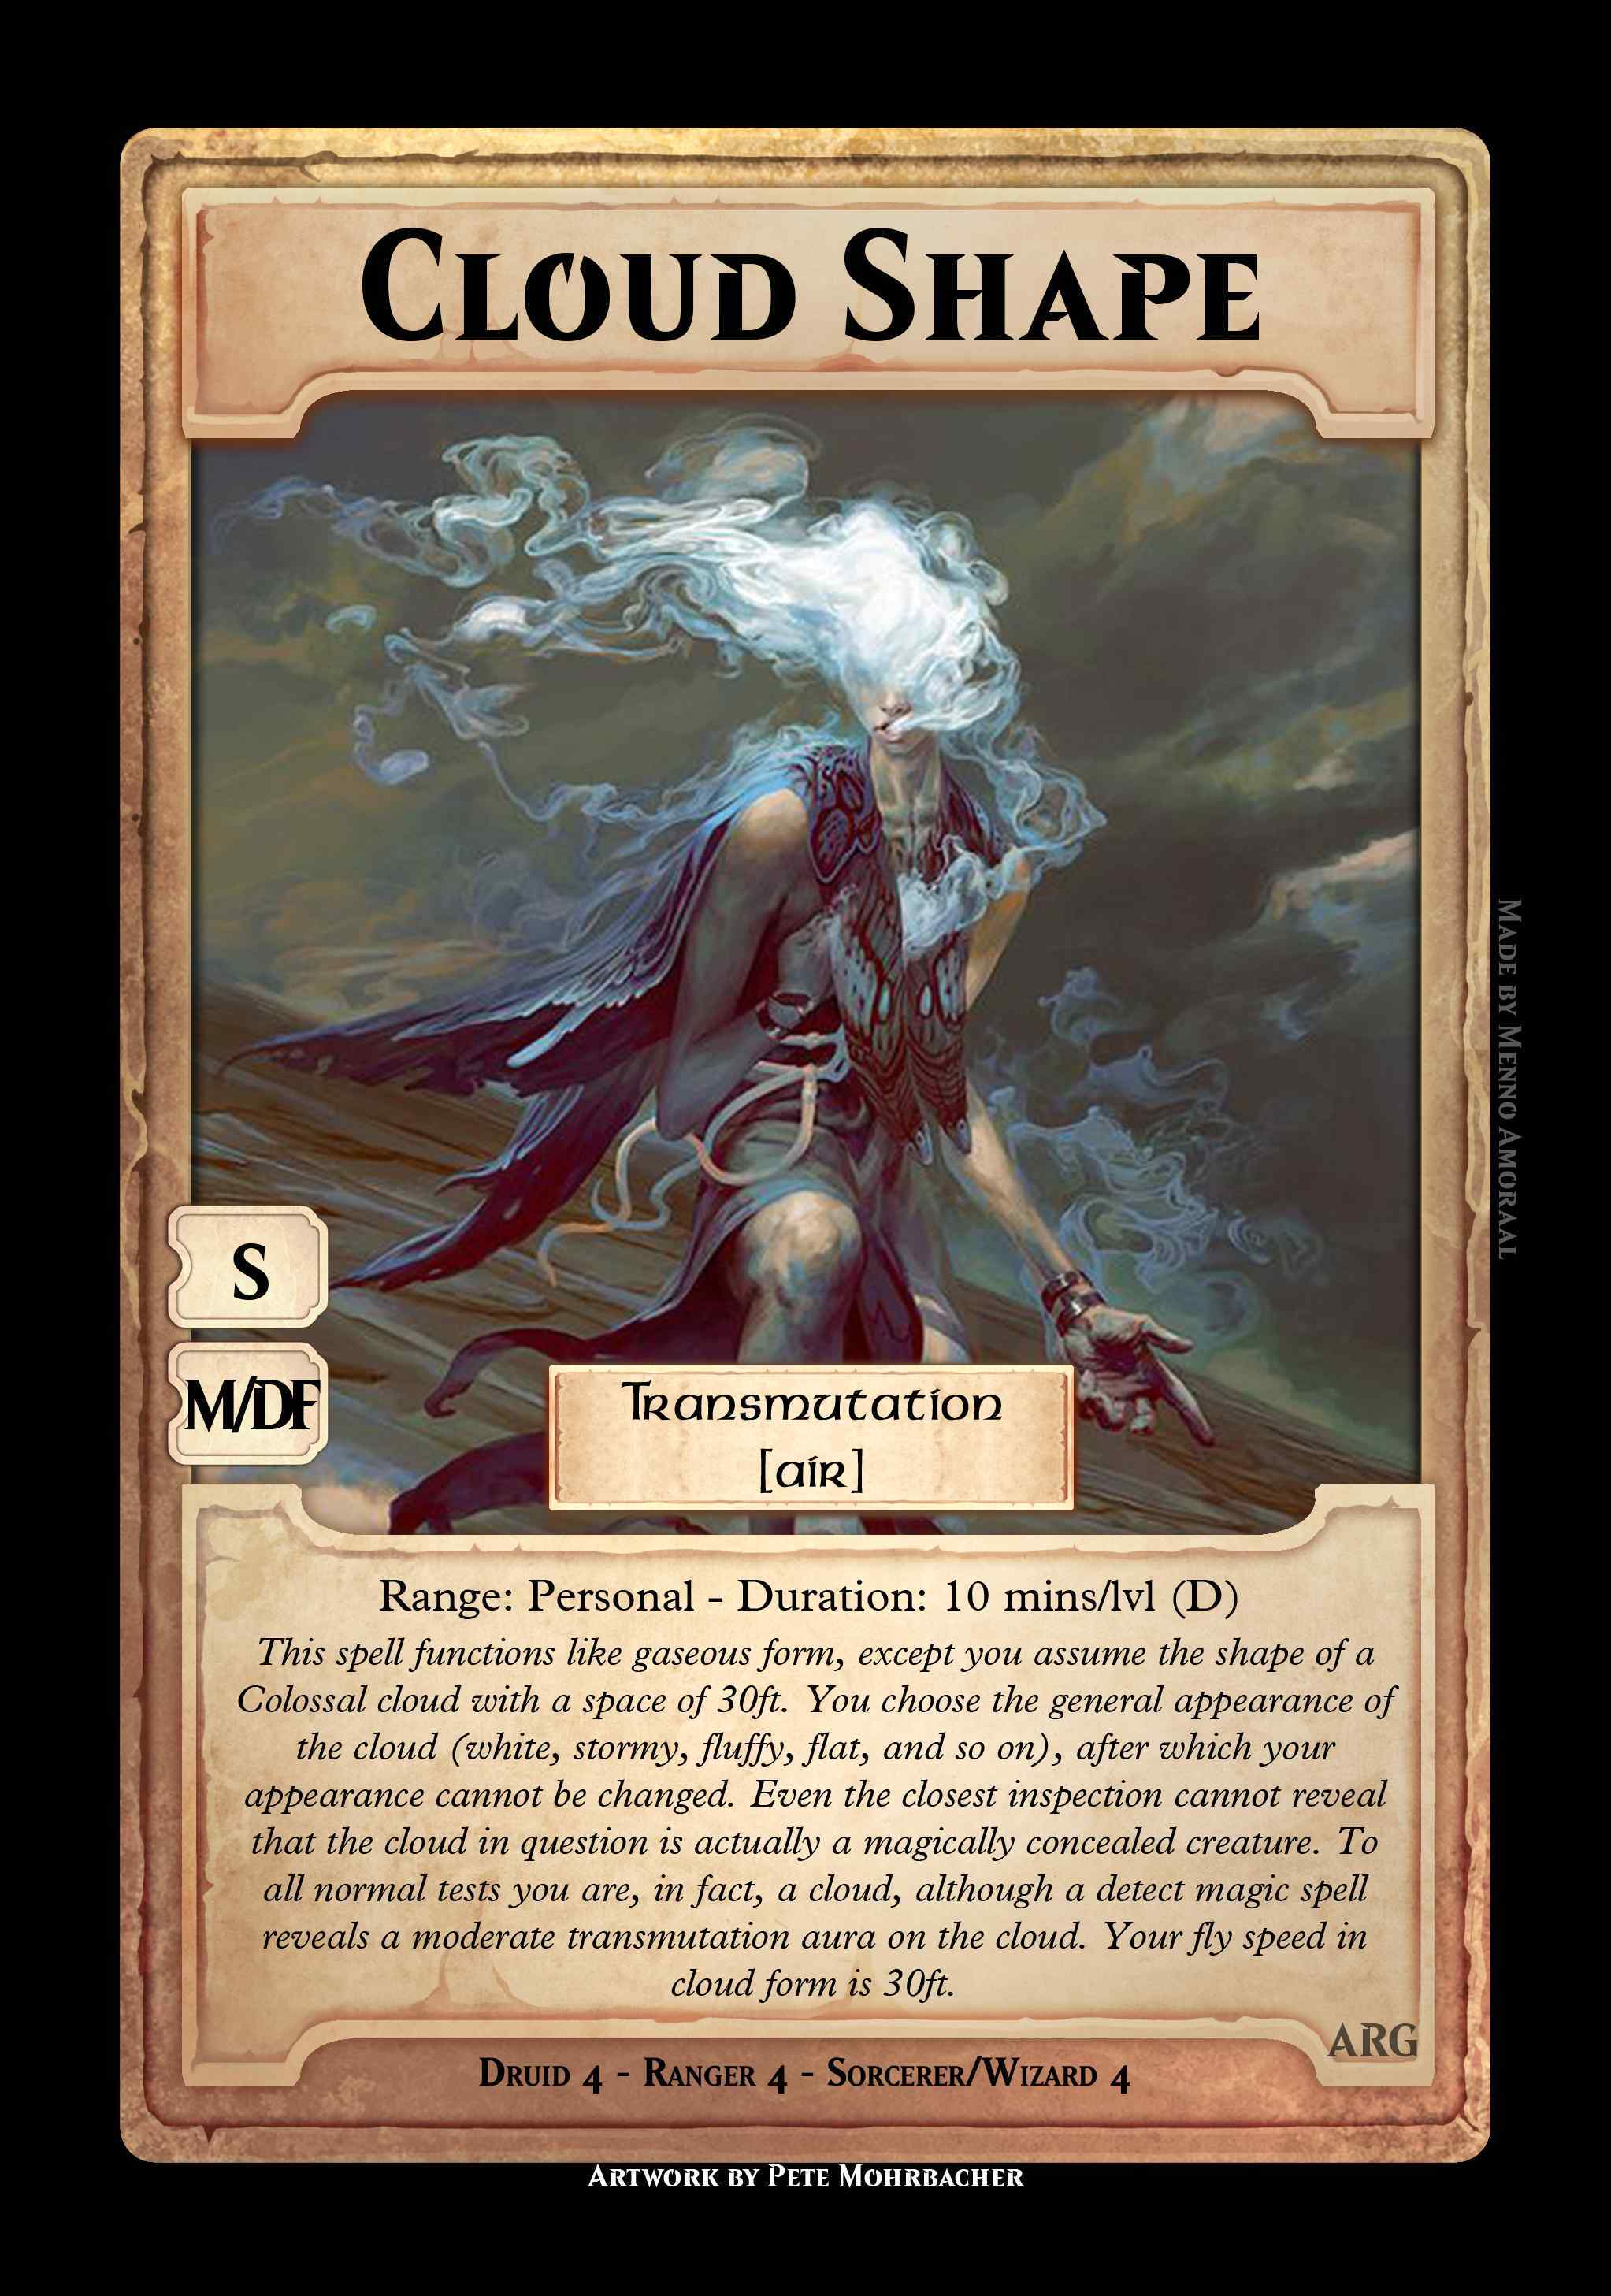 Cloud Shape
S
M/DF
Transmutation
[air]
Range: Personal - Duration: 10 mins/lvl (D)
This spell functions like gaseous form, except you assume the shape of a
Colossal cloud with a space of 30ft. You choose the general appearance of
the cloud (white, stormy, fluffy, flat, and so on), after which your
appearance cannot be changed. Even the closest inspection cannot reveal
that the cloud in question is actually a magically concealed creature. To
all normal tests you are, in fact, a cloud, although a detect magic spell
reveals a moderate transmutation aura on the cloud. Your fly speed in
cloud form is 30ft.
ARG
Druid 4 - Ranger 4 - Sorcerer/Wizard 4
Artwork by Pete Mohrbacher
Made by Menno Amoraal